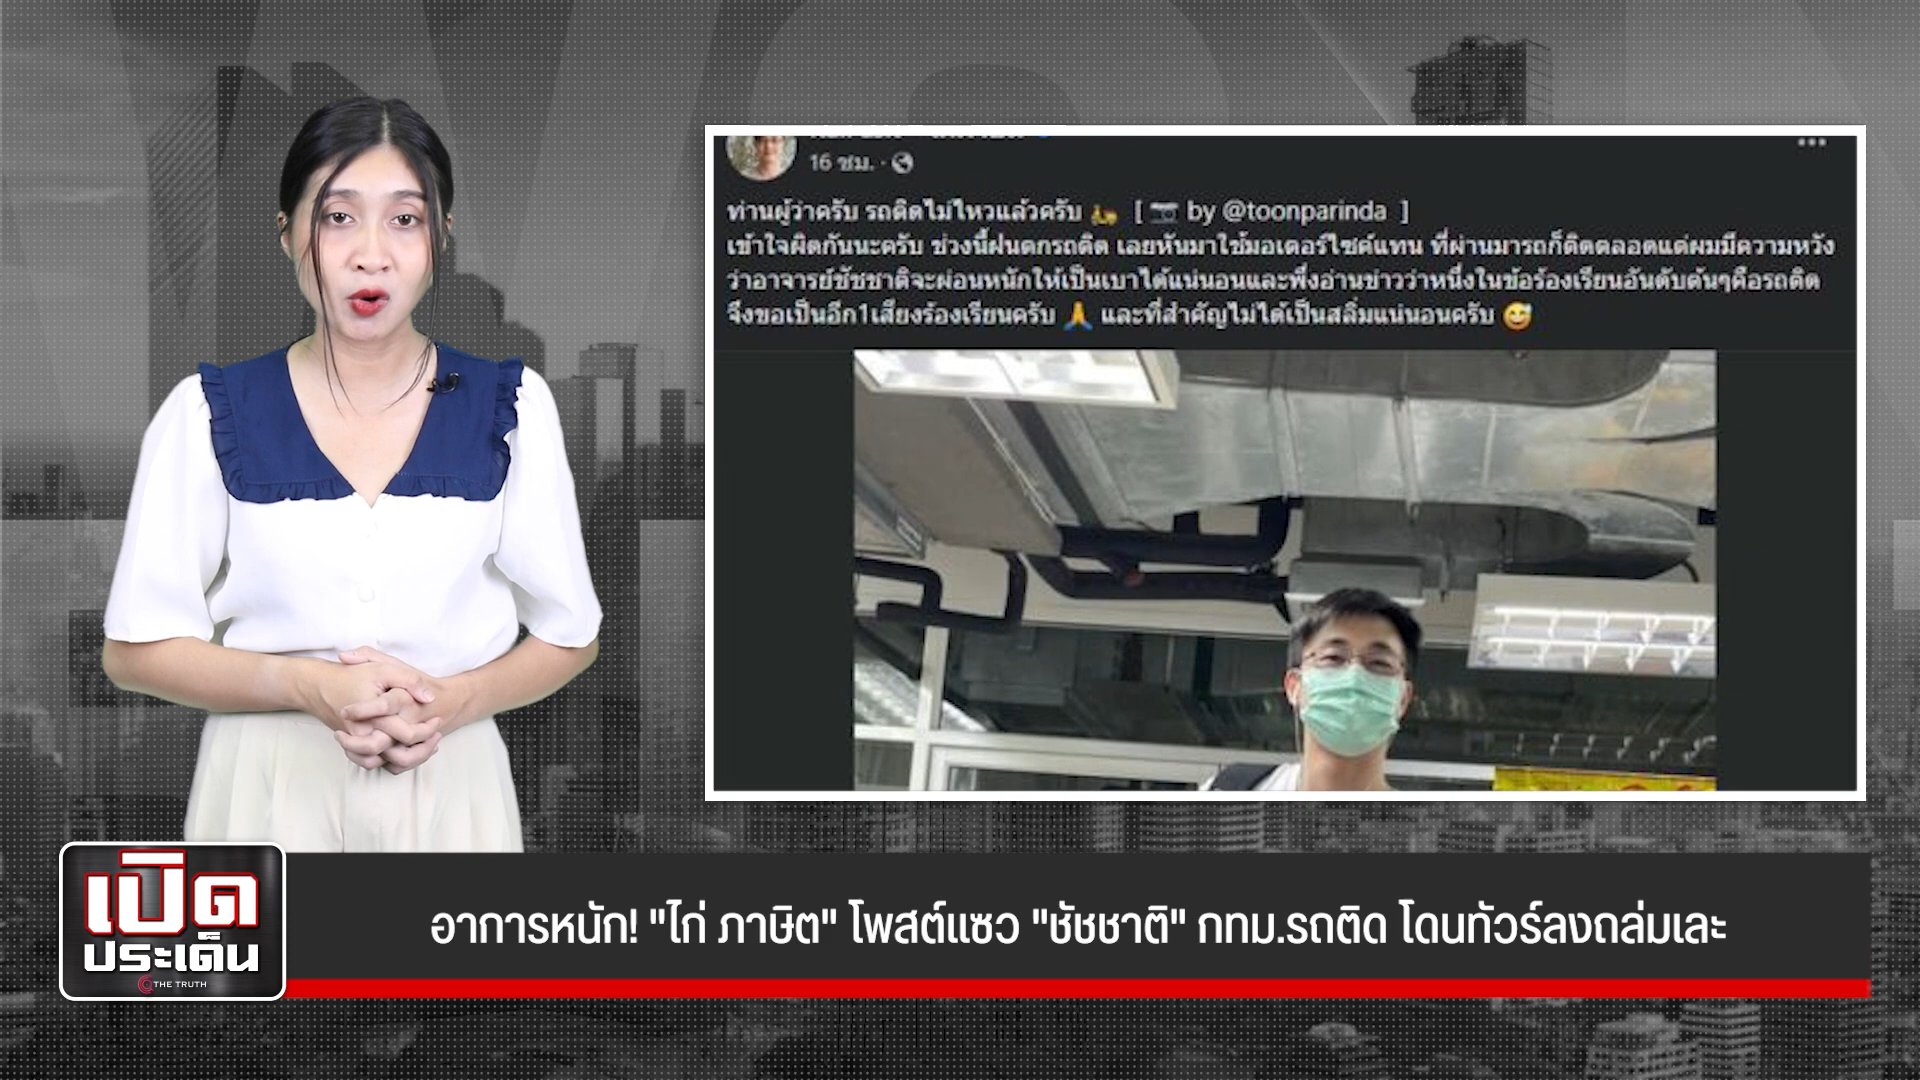 16 ชม.
ท่านผู้ว่าครับ รถติดไม่ไหวแล้วครับ 🛵 [ 📷 by @toonparinda ]
เข้าใจผิดกันนะครับ ช่วงนี้ฝนตกรถติด เลยหันมาใช้มอเตอร์ไซค์แทน ที่ผ่านมารถก็ติดตลอดแต่ผมมีความหวัง
ว่าอาจารย์ชัชชาติจะผ่อนหนักให้เป็นเบาได้แน่นอนและพึ่งอ่านข่าวว่าหนึ่งในข้อร้องเรียนอันดับต้นๆคือรถติด
จึงขอเป็นอีก1เสียงร้องเรียนครับ 🙏 และที่สำคัญไม่ได้เป็นสลิ่มแน่นอนครับ 😅
เปิด
ประเด็น
THE TRUTH
อาการหนัก! "ไก่ ภาษิต" โพสต์แซว "ชัชชาติ" กทม.รถติด โดนทัวร์ลงถล่มเละ